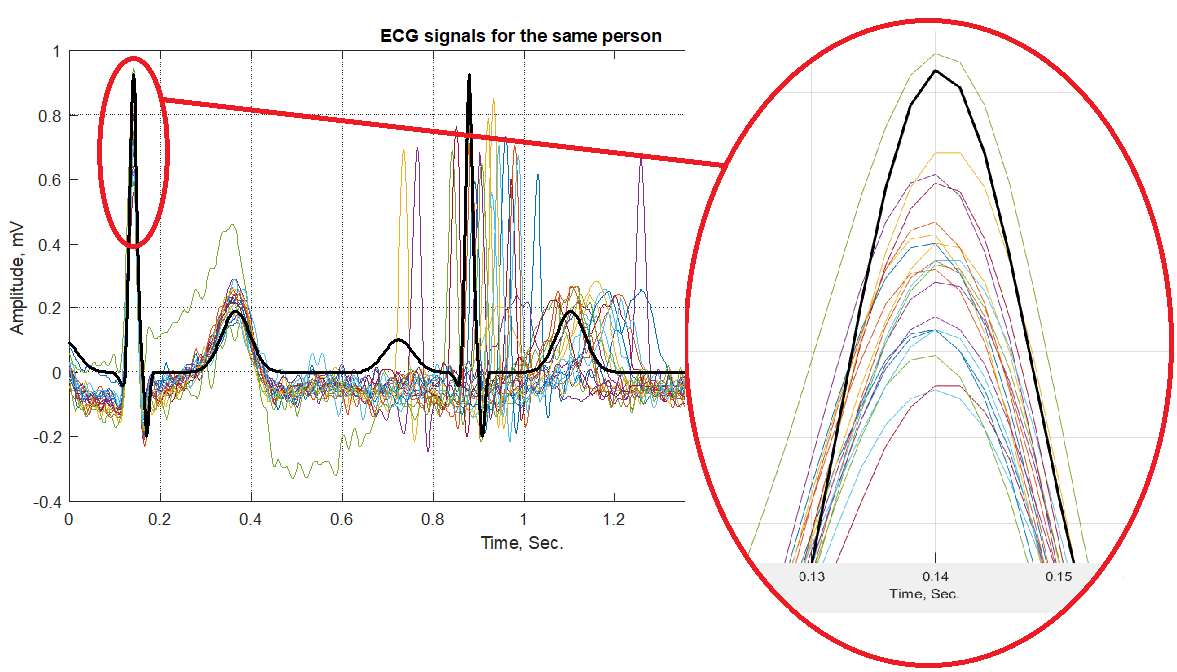 ECG signals for the same person
Amplitude, mV
1
0.8
0.6
0.4
0.2
0
-0.2
-0.4
0 0.2 0.4 0.6 0.8 1 1.2
Time, Sec.
0.13 0.14 0.15
Time, Sec.